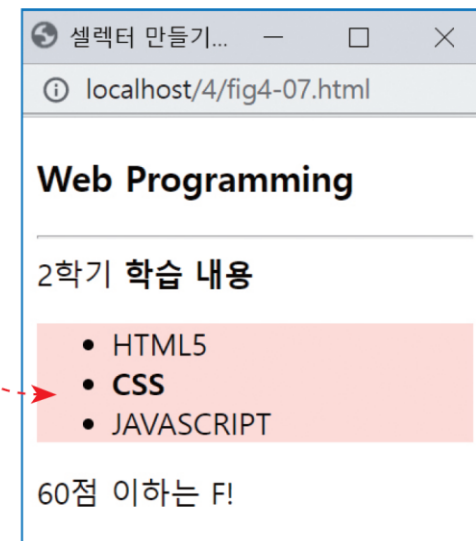 셀렉터 만들기...
localhost/4/fig4-07.html
Web Programming
2학기 학습 내용
• HTML5
• CSS
• JAVASCRIPT
60점 이하는 F!